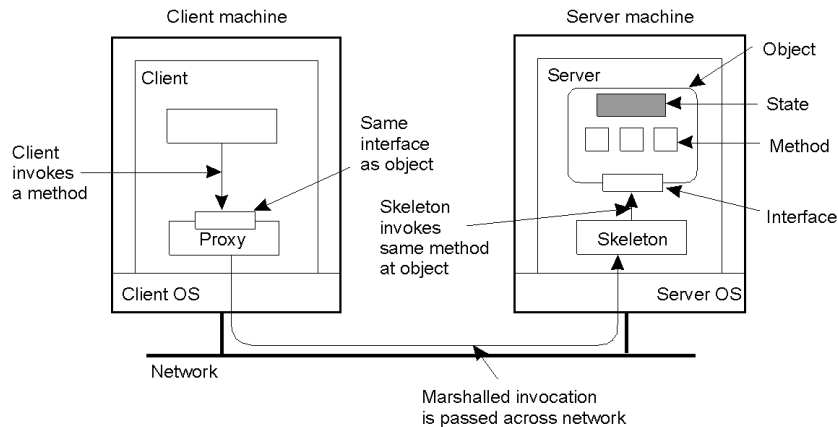 Client machine
Server machine
Object
Client
Server
State
Same
interface
as object
Client
invokes
a method
Method
Skeleton
invokes
same method
at object
Interface
Proxy
Skeleton
Client OS
Server OS
Network
Marshalled invocation
is passed across network